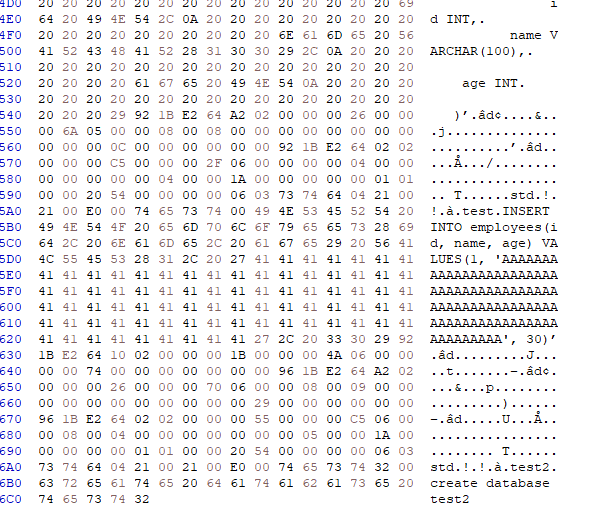 4D0 20 20 20 20 20 20 20 20 20 20 20 20 20 20 20 69 i
4E0 64 20 49 4E 54 2C 0A 20 20 20 20 20 20 20 20 20 d INT,.
4F0 20 20 20 20 20 20 20 20 20 20 6E 61 6D 65 20 56 name V
500 41 52 43 48 41 52 28 31 30 30 29 2C 0A 20 20 20 ARCHAR(100),.
510 20 20 20 20 20 20 20 20 20 20 20 20 20 20 20 20
520 20 20 20 20 61 67 65 20 49 4E 54 0A 20 20 20 20 age INT.
530 20 20 20 20 20 20 20 20 20 20 20 20 20 20 20 20
540 20 20 20 29 92 1B E2 64 A2 02 00 00 00 26 00 00 )’.âd¢....&..
550 00 6A 05 00 00 08 00 08 00 00 00 00 00 00 00 00 .j..............
560 00 00 00 0C 00 00 00 00 00 00 92 1B E2 64 02 02 ..........’.âd..
570 00 00 00 C5 00 00 00 2F 06 00 00 00 00 04 00 00 ...Å.../........
580 00 00 00 00 00 04 00 00 1A 00 00 00 00 00 01 01 ................
590 00 00 20 54 00 00 00 00 06 03 73 74 64 04 21 00 .. T......std.!.
5A0 21 00 E0 00 74 65 73 74 00 49 4E 53 45 52 54 20 !.à.test.INSERT
5B0 49 4E 54 4F 20 65 6D 70 6C 6F 79 65 65 73 28 69 INTO employees(i
5C0 64 2C 20 6E 61 6D 65 2C 20 61 67 65 29 20 56 41 d, name, age) VA
5D0 4C 55 45 53 28 31 2C 20 27 41 41 41 41 41 41 41 LUES(1, 'AAAAAAA
5E0 41 41 41 41 41 41 41 41 41 41 41 41 41 41 41 41 AAAAAAAAAAAAAAAA
5F0 41 41 41 41 41 41 41 41 41 41 41 41 41 41 41 41 AAAAAAAAAAAAAAAA
600 41 41 41 41 41 41 41 41 41 41 41 41 41 41 41 41 AAAAAAAAAAAAAAAA
610 41 41 41 41 41 41 41 41 41 41 41 41 41 41 41 41 AAAAAAAAAAAAAAAA
620 41 41 41 41 41 41 41 41 41 27 2C 20 33 30 29 92 AAAAAAAAA', 30)’
630 1B E2 64 10 02 00 00 00 1B 00 00 00 4A 06 00 00 .âd.........J...
640 00 00 74 00 00 00 00 00 00 00 96 1B E2 64 A2 02 ..t.......–.âd¢.
650 00 00 00 26 00 00 00 70 06 00 00 08 00 09 00 00 ...&...p........
660 00 00 00 00 00 00 00 00 00 29 00 00 00 00 00 00 .........)......
670 96 1B E2 64 02 02 00 00 00 55 00 00 00 C5 06 00 –.âd.....U...Å..
680 00 08 00 04 00 00 00 00 00 00 00 05 00 00 1A 00 ................
690 00 00 00 00 01 01 00 00 20 54 00 00 00 00 06 03 ........ T......
6A0 73 74 64 04 21 00 21 00 E0 00 74 65 73 74 32 00 std.!.!.à.test2.
6B0 63 72 65 61 74 65 20 64 61 74 61 62 61 73 65 20 create database
6C0 74 65 73 74 32 test2